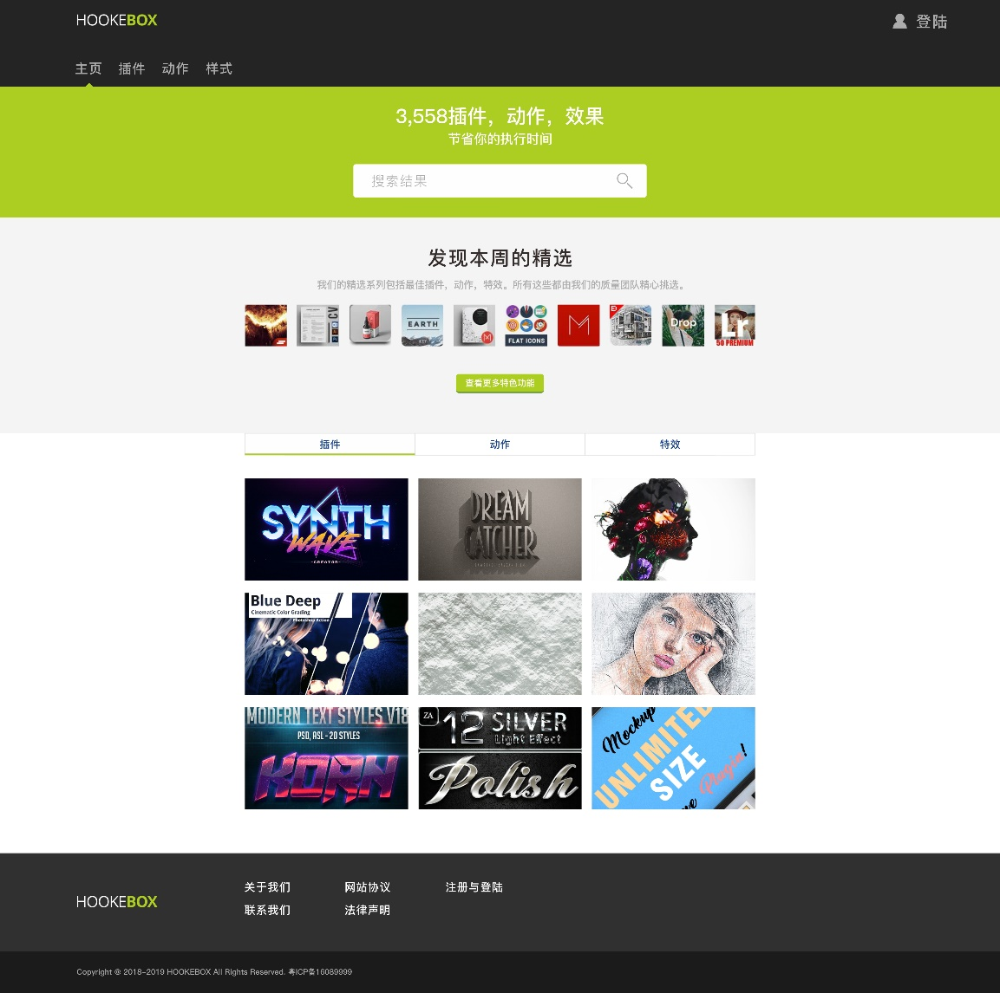 HOOKEBOX
登陆
主页 插件 动作 样式
3,558插件，动作，效果
节省你的执行时间
搜索结果
发现本周的精选
我们的精选系列包括最佳插件，动作，特效。所有这些都由我们的质量团队精心挑选。
CV
EARTH
KEY
M
FLAT ICONS
M
Drop
Lr
50 PREMIUM
查看更多特色功能
插件 动作 特效
SYNTH
WAVE
-CREATOR-
DREAM
CATCHER
Blue Deep
Cinematic Color Grading
Photoshop Action
MODERN TEXT STYLES V18
PSD, ASL - 20 STYLES
KORN
ZA
12 SILVER
Light Effect
Polish
Mockup
UNLIMITED
SIZE
Plugin!
HOOKEBOX
关于我们 网站协议 注册与登陆
联系我们 法律声明
Copyright © 2018-2019 HOOKEBOX All Rights Reserved. 粤ICP备16089999